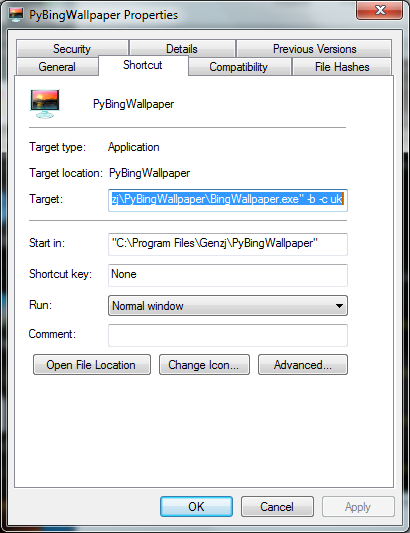 PyBingWallpaper Properties
Security Details Previous Versions
General Shortcut Compatibility File Hashes
PyBingWallpaper
Target type: Application
Target location: PyBingWallpaper
Target: zj\PyBingWallpaper\BingWallpaper.exe" -b -c uk
Start in: "C:\Program Files\Genzj\PyBingWallpaper"
Shortcut key: None
Run: Normal window
Comment:
Open File Location Change Icon... Advanced...
OK Cancel Apply